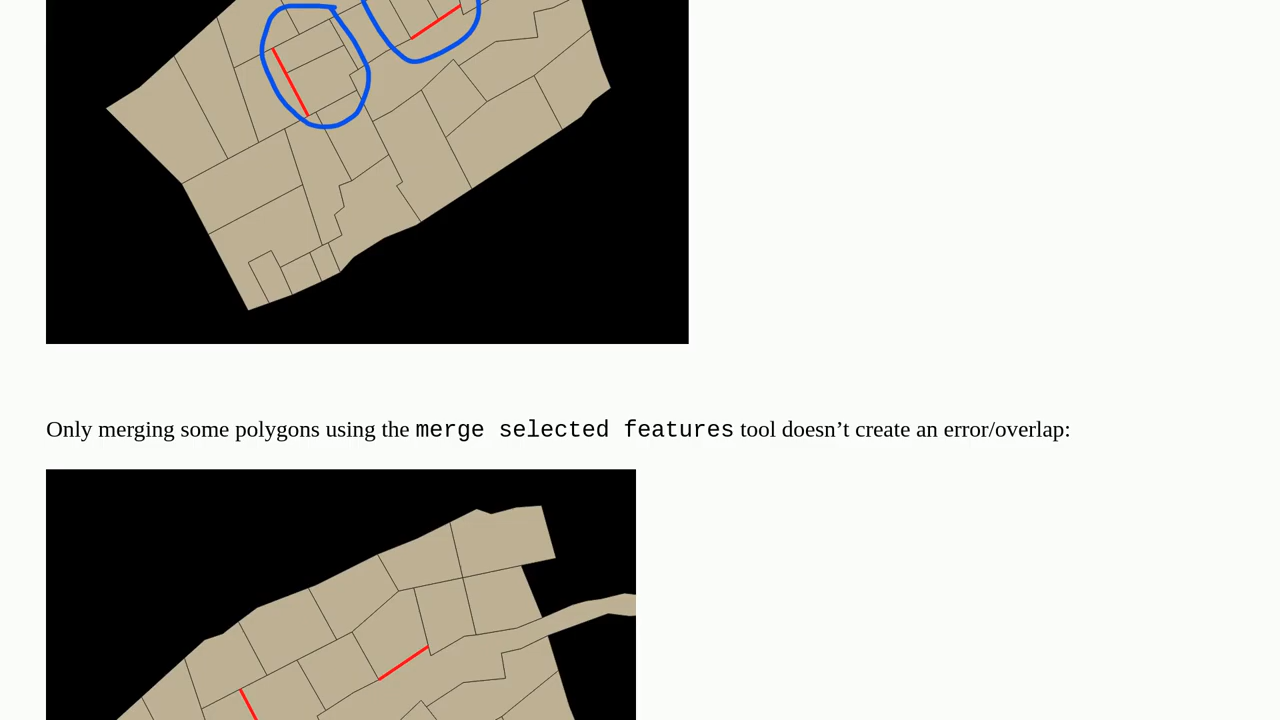 Only merging some polygons using the merge selected features tool doesn’t create an error/overlap: